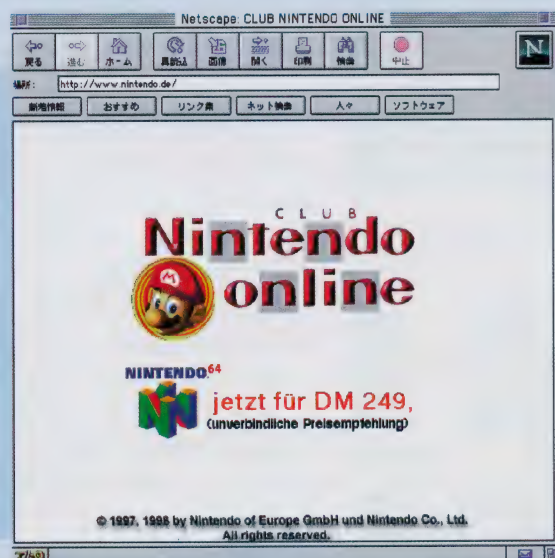 Netscape: CLUB NINTENDO ONLINE
戻る 進む ホーム 再読込 画像 開く 印刷 検索 中止
N
場所: http://www.nintendo.de/
新着情報 おすすめ リンク集 ネット検索 人々 ソフトウェア
CLUB
Nintendo
online
NINTENDO 64
jetzt für DM 249,
(unverbindliche Preisempfehlung)
© 1997, 1998 by Nintendo of Europe GmbH und Nintendo Co., Ltd.
All rights reserved.